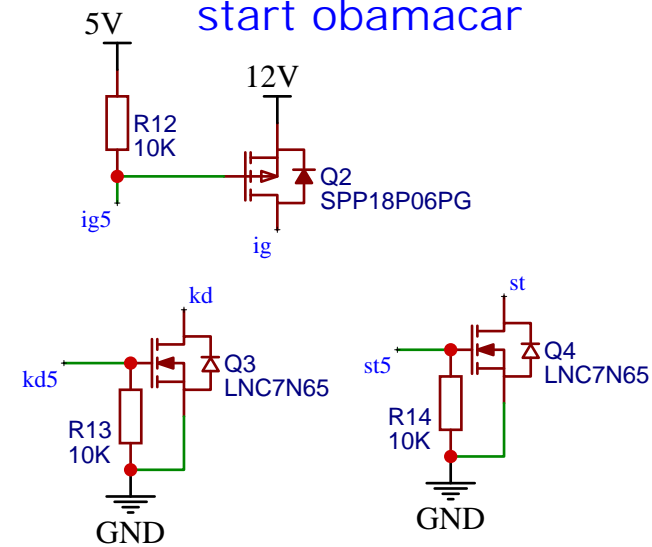 start obamacar
5V
12V
R12
10K
Q2
SPP18P06PG
ig5
ig
kd
st
Q3
LNC7N65
kd5
Q4
LNC7N65
st5
R13
10K
R14
10K
GND
GND